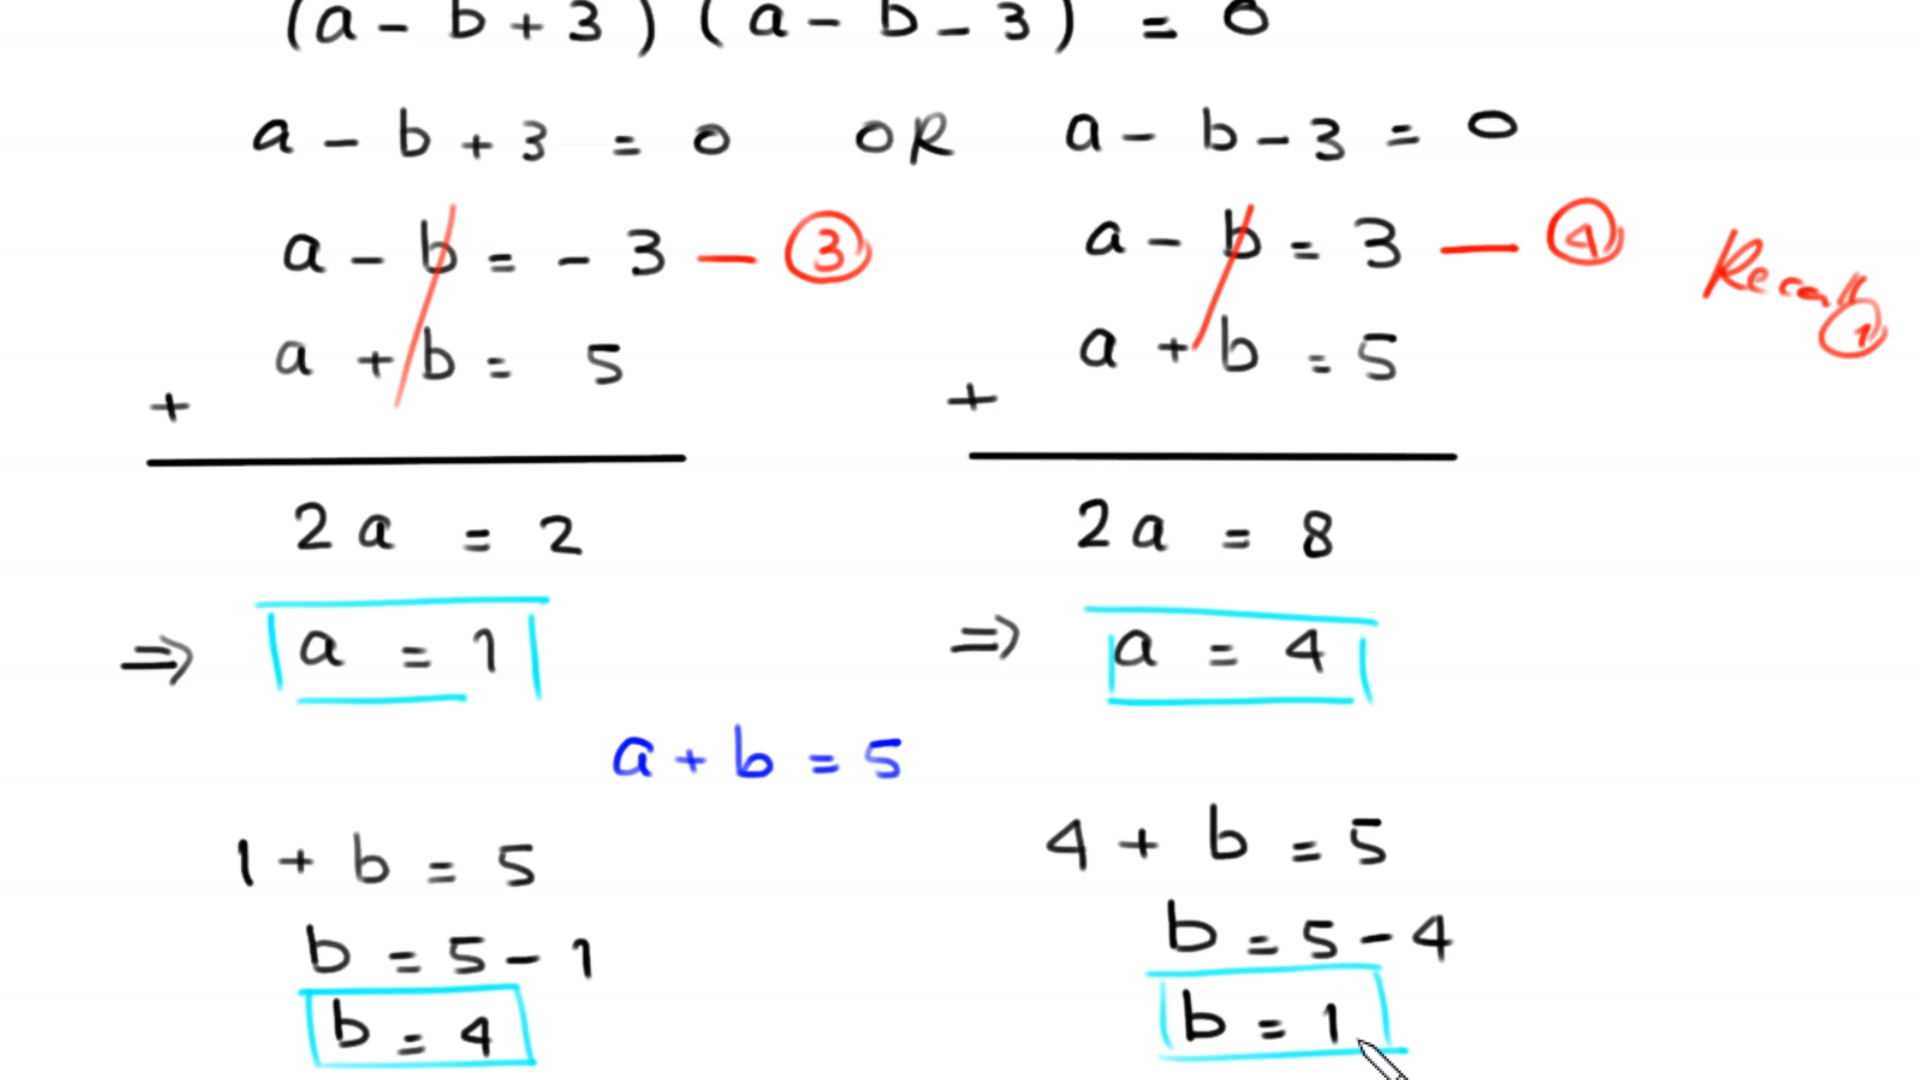 (a - b + 3) (a - b - 3) = 0
a - b + 3 = 0 OR a - b - 3 = 0
a - b = - 3 — ③ a - b = 3 — ④ Recall ①
a + b = 5 a + b = 5
+ +
2a = 2 2a = 8
⇒ a = 1 ⇒ a = 4
a + b = 5
1 + b = 5 4 + b = 5
b = 5 - 1 b = 5 - 4
b = 4 b = 1